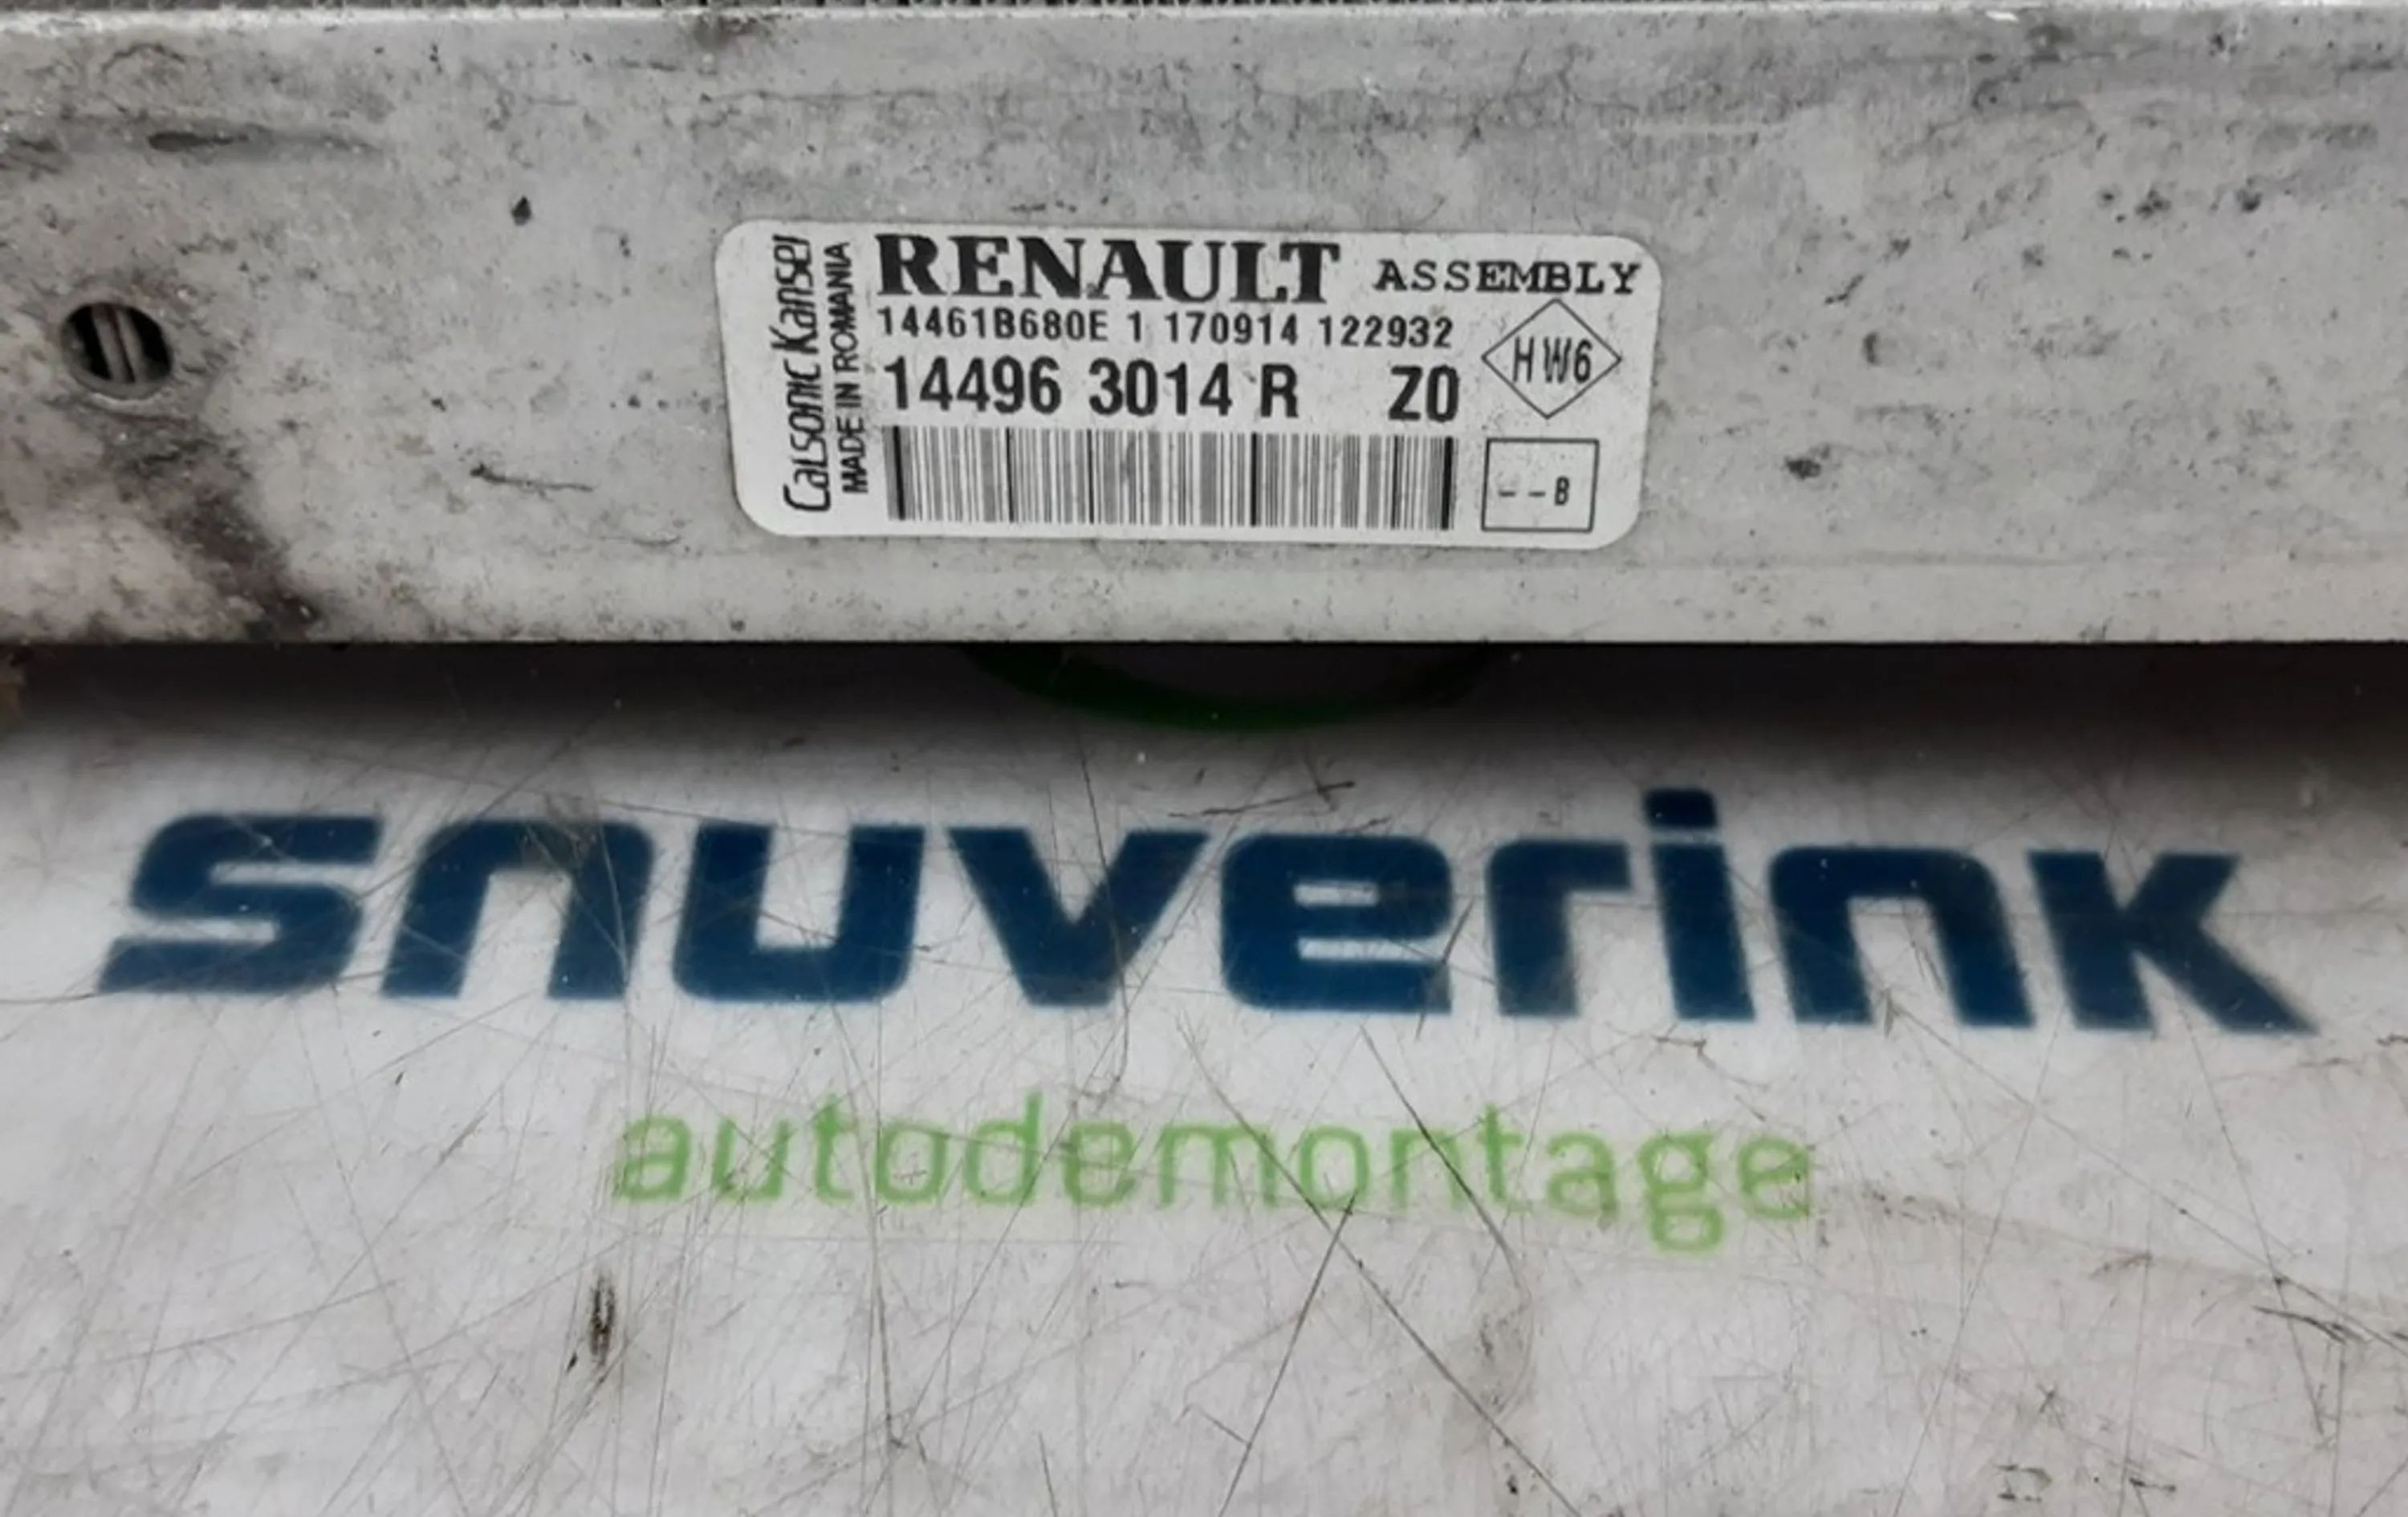 Calsonic Kansei
MADE IN ROMANIA
RENAULT ASSEMBLY
14461B680E 1 170914 122932
14496 3014 R Z0
HW6
--B
snuverink
autodemontage